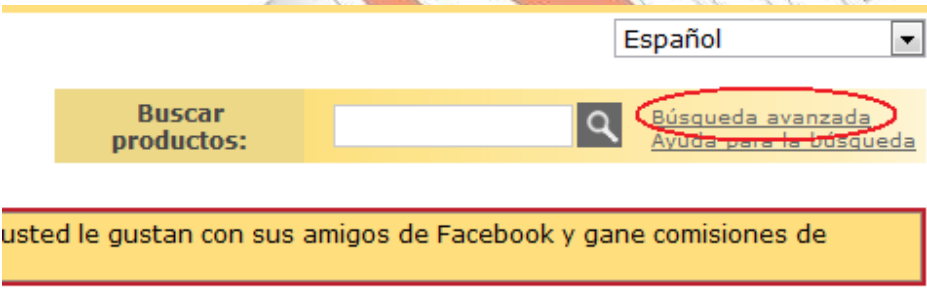 Español
Buscar
productos:
Búsqueda avanzada
Ayuda para la búsqueda
usted le gustan con sus amigos de Facebook y gane comisiones de